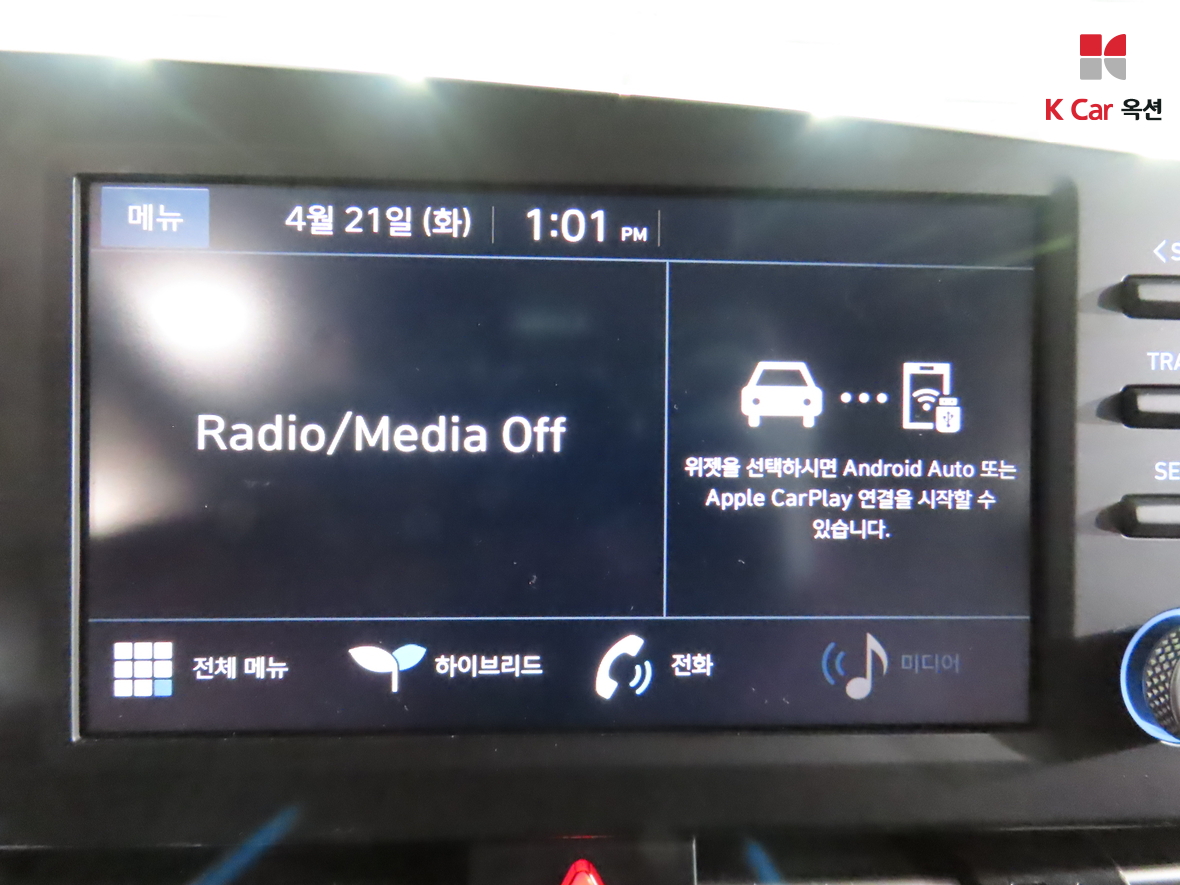 K Car 옥션
메뉴
4월 21일 (화)
1:01 PM
Radio/Media Off
위젯을 선택하시면 Android Auto 또는
Apple CarPlay 연결을 시작할 수
있습니다.
전체 메뉴
하이브리드
전화
미디어